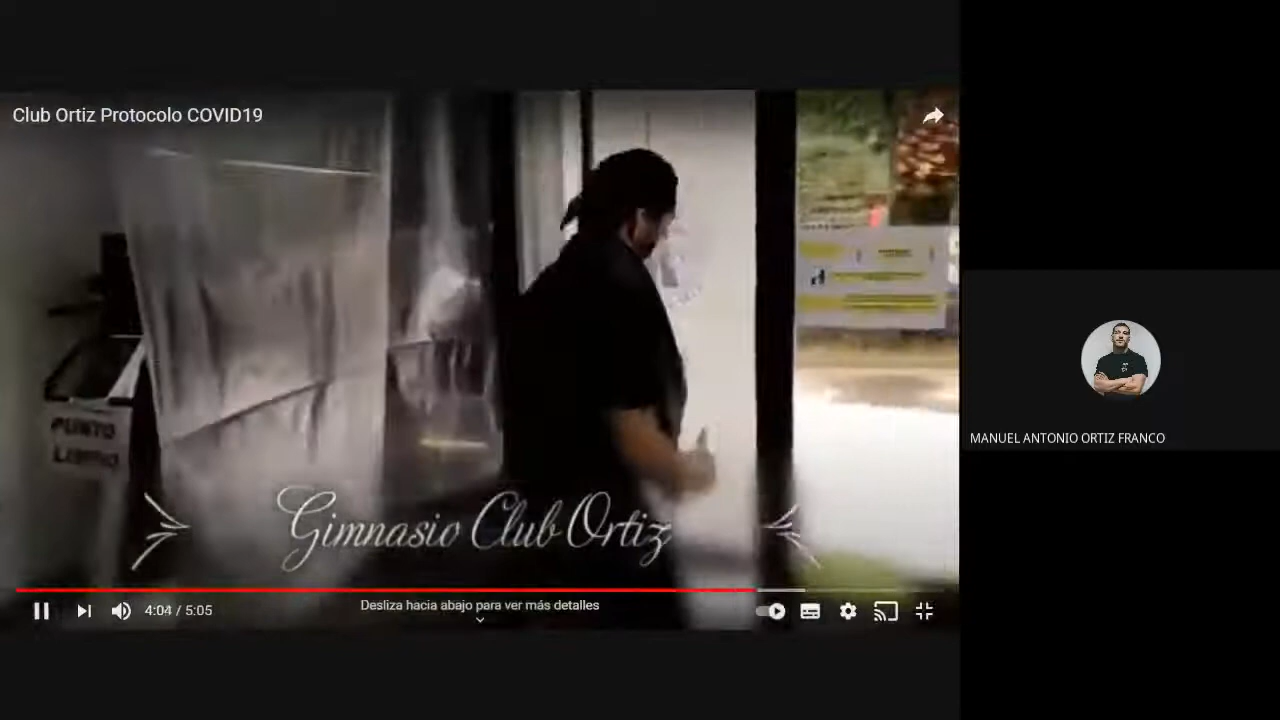 Club Ortiz Protocolo COVID19
PUNTO
LIMPIO
Gimnasio Club Ortiz
4:04 / 5:05
Desliza hacia abajo para ver más detalles
MANUEL ANTONIO ORTIZ FRANCO